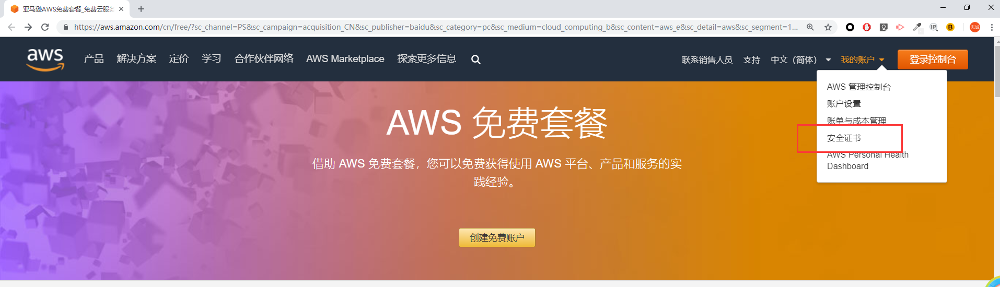 亚马逊AWS免费套餐_免费云服务
https://aws.amazon.com/cn/free/?sc_channel=PS&sc_campaign=acquisition_CN&sc_publisher=baidu&sc_category=pc&sc_medium=cloud_computing_b&sc_content=aws_e&sc_detail=aws&sc_segment=1...
IP
B
志诚
aws
产品 解决方案 定价 学习 合作伙伴网络 AWS Marketplace 探索更多信息
联系销售人员 支持 中文（简体） 我的账户 登录控制台
AWS 管理控制台
账户设置
账单与成本管理
安全证书
AWS Personal Health
Dashboard
AWS 免费套餐
借助 AWS 免费套餐，您可以免费获得使用 AWS 平台、产品和服务的实
践经验。
创建免费账户